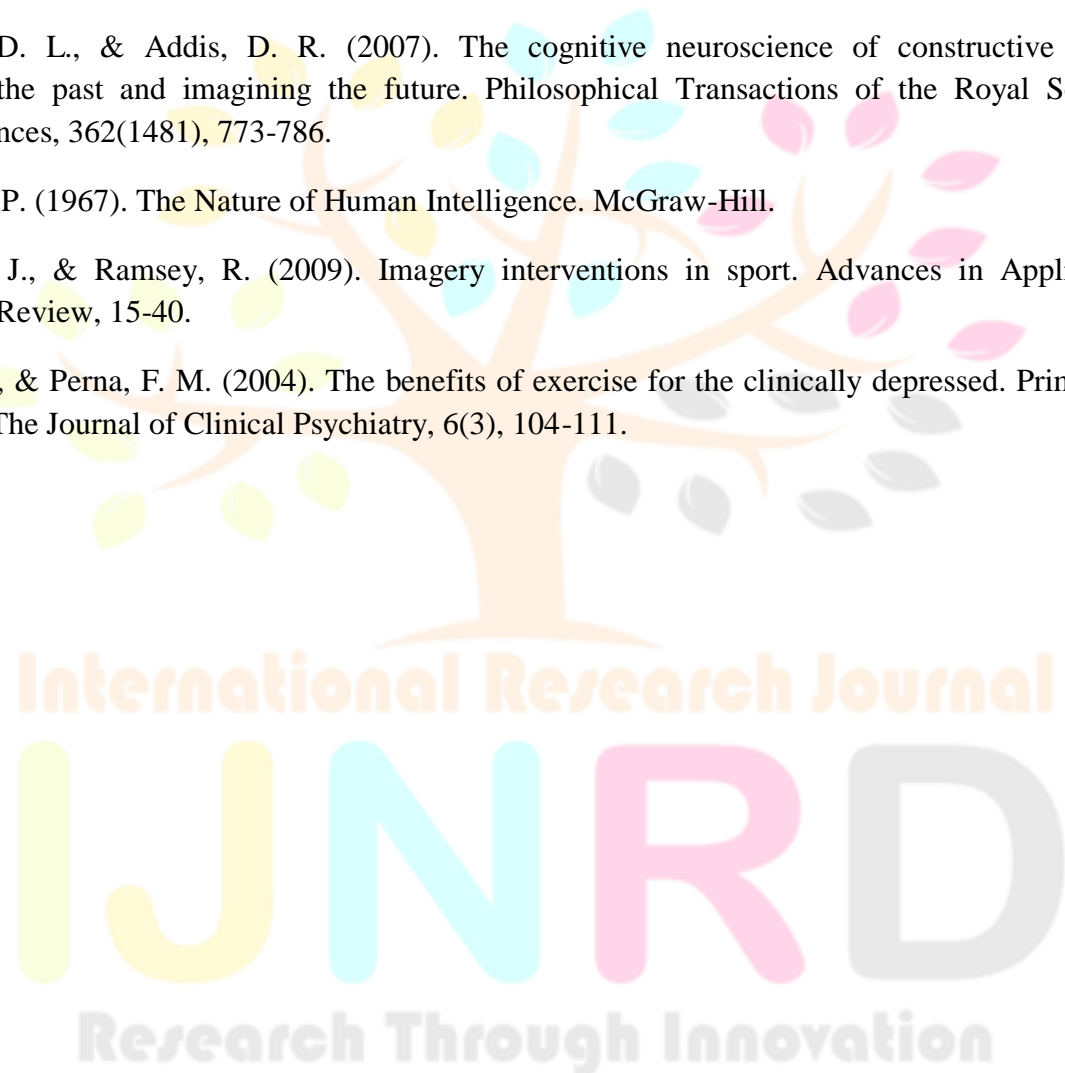 D. L., & Addis, D. R. (2007). The cognitive neuroscience of constructive
the past and imagining the future. Philosophical Transactions of the Royal
nces, 362(1481), 773-786.
P. (1967). The Nature of Human Intelligence. McGraw-Hill.
J., & Ramsey, R. (2009). Imagery interventions in sport. Advances in
Review, 15-40.
, & Perna, F. M. (2004). The benefits of exercise for the clinically depressed.
The Journal of Clinical Psychiatry, 6(3), 104-111.
International Research Journal
IJNRD
Research Through Innovation